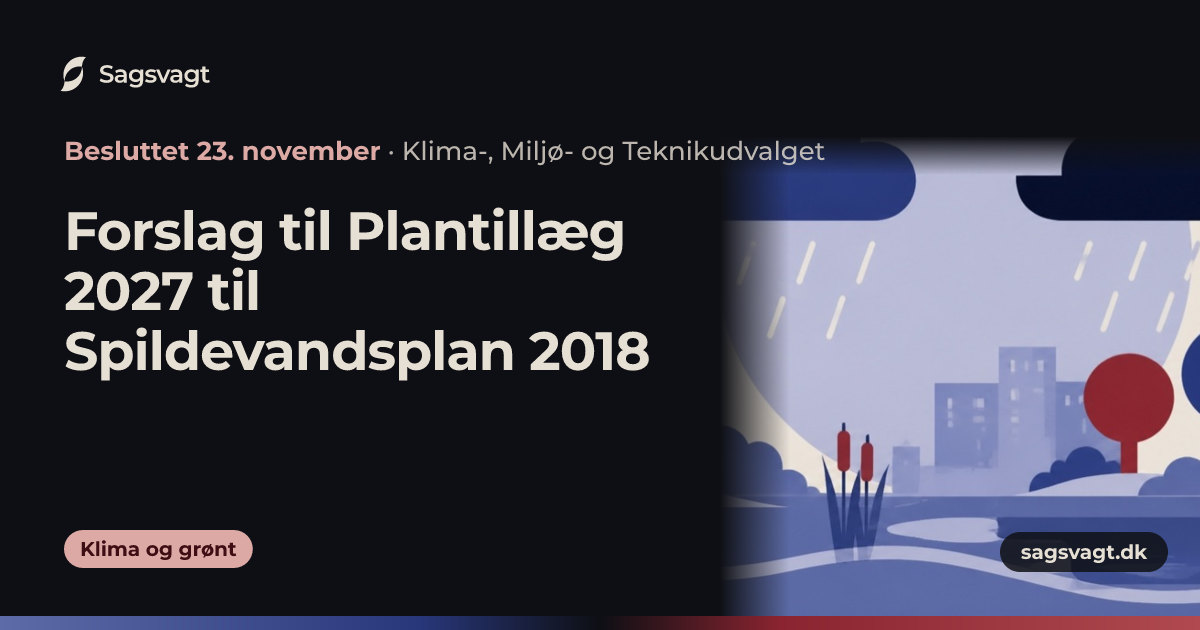 Sagsvagt
Besluttet 23. november · Klima-, Miljø- og Teknikudvalget
Forslag til Plantillæg
2027 til
Spildevandsplan 2018
Klima og grønt
sagsvagt.dk